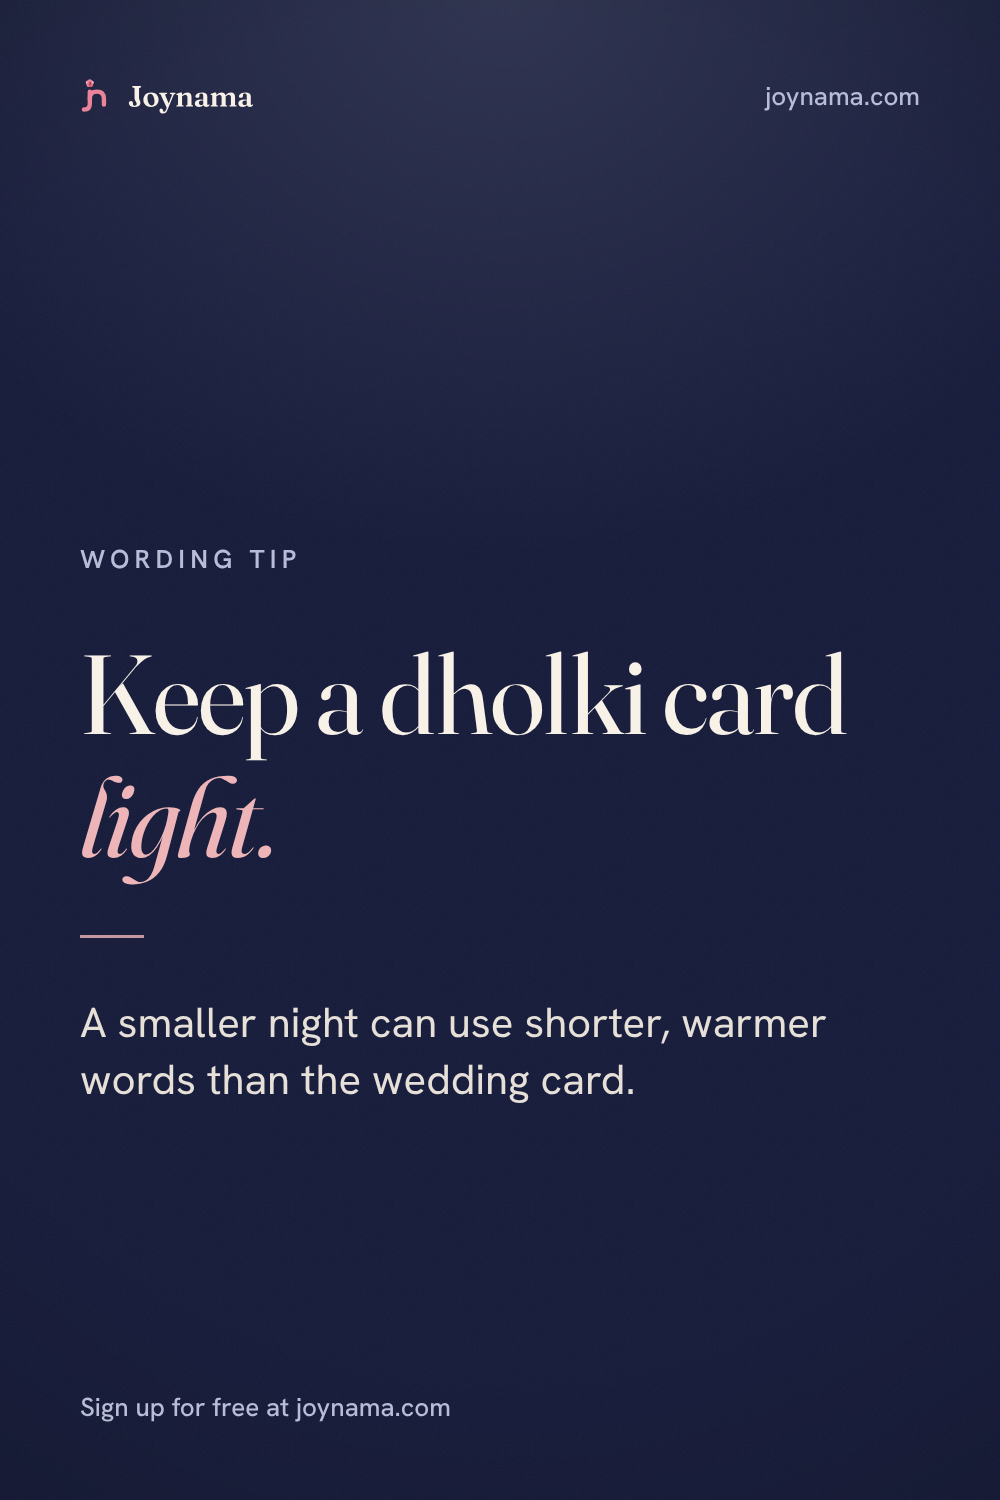 Joynama
joynama.com
WORDING TIP
Keep a dholki card
light.
A smaller night can use shorter, warmer
words than the wedding card.
Sign up for free at joynama.com